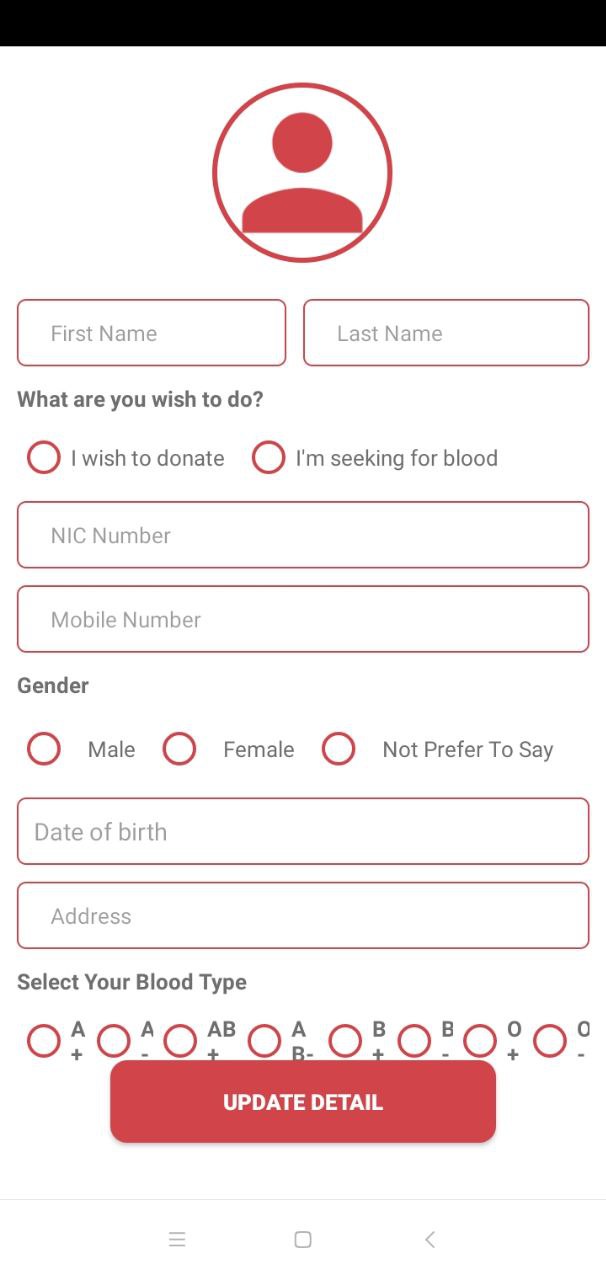 First Name Last Name
What are you wish to do?
I wish to donate I'm seeking for blood
NIC Number
Mobile Number
Gender
Male Female Not Prefer To Say
Date of birth
Address
Select Your Blood Type
A A AB A B B O O
+ - + B- + - + -
UPDATE DETAIL